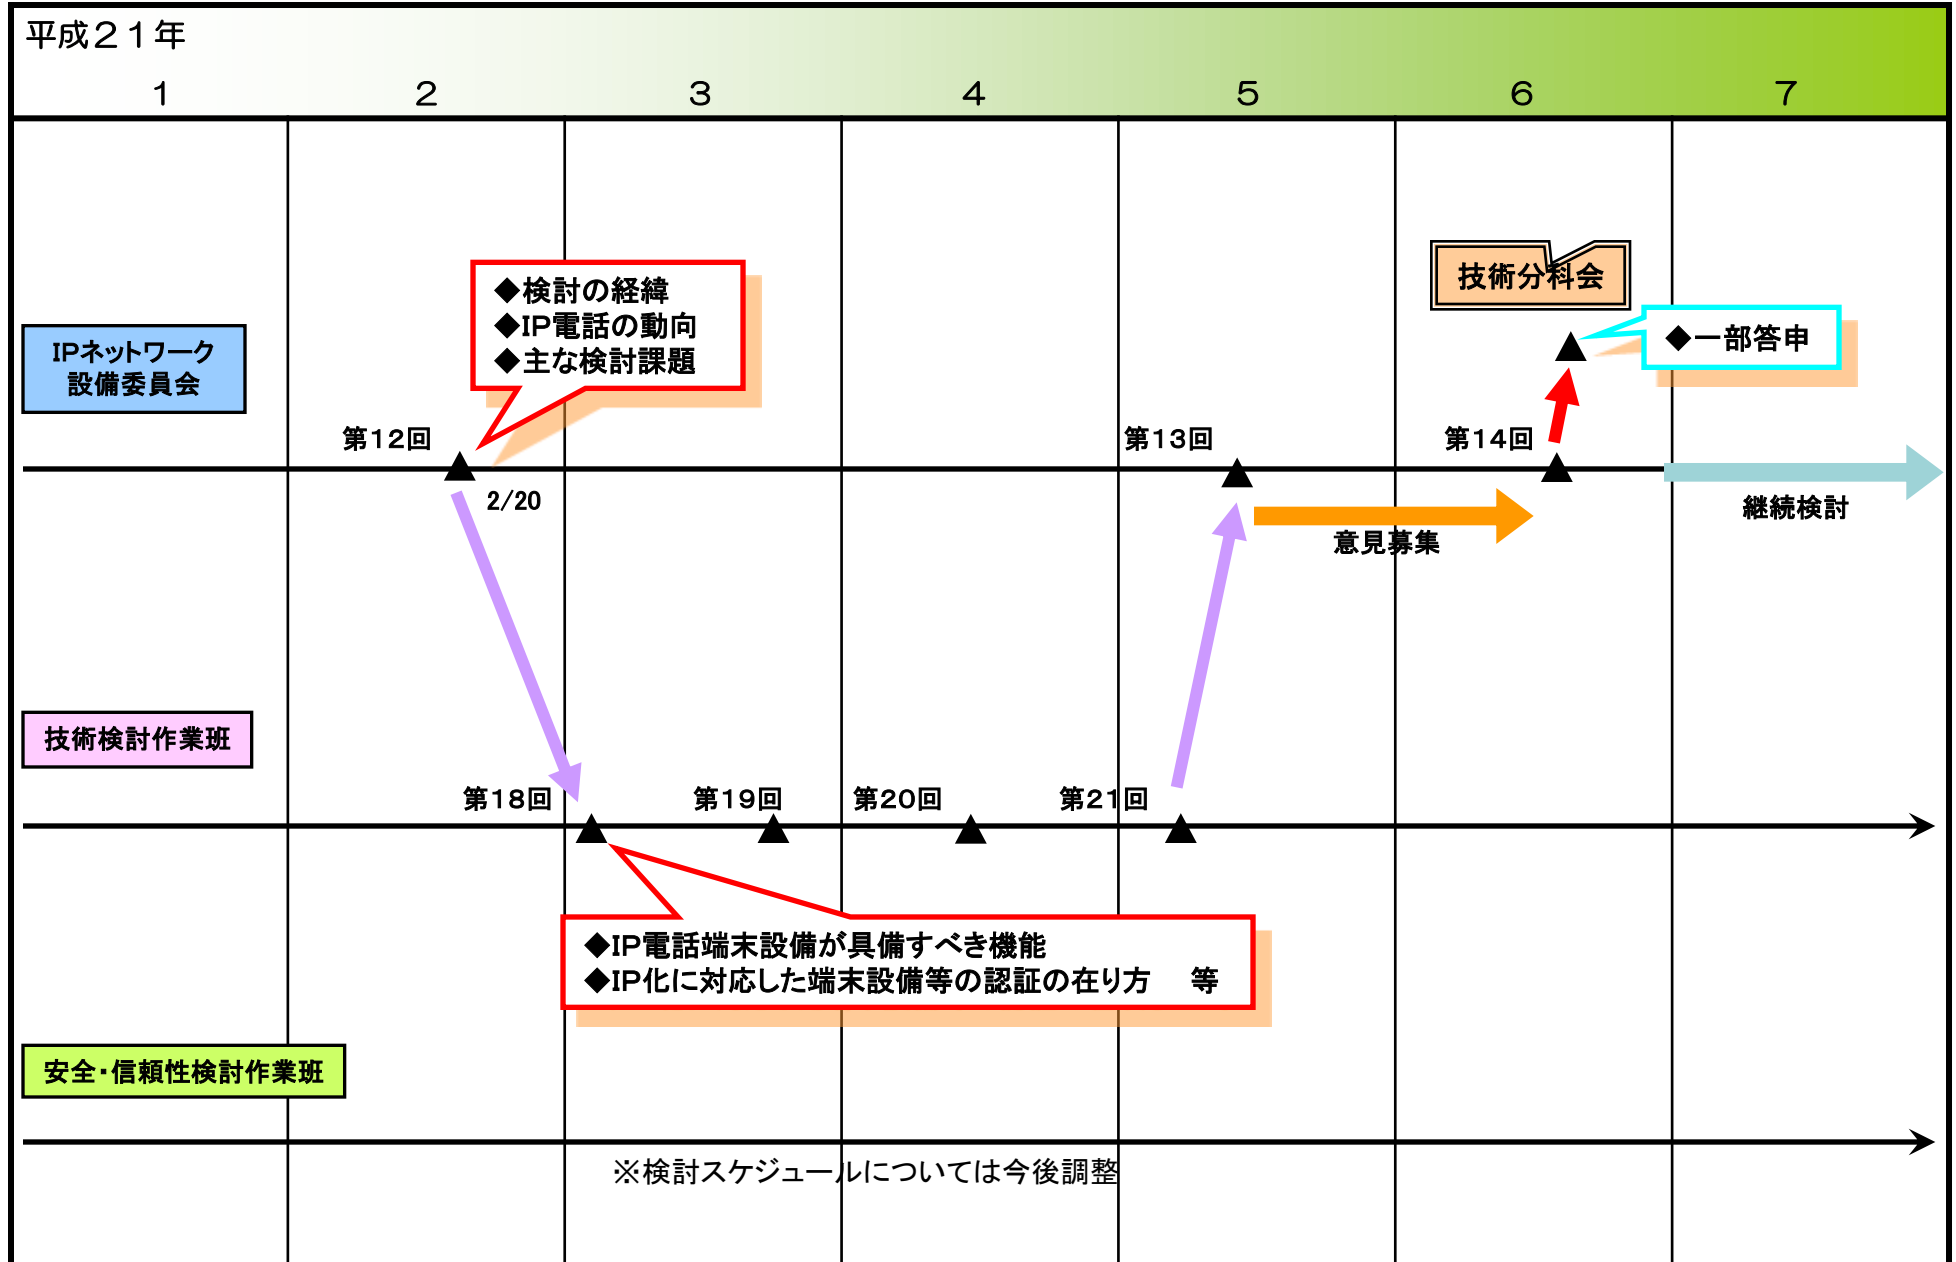 平成２１年
１
２
３
４
５
６
７
技術分科会
◆検討の経緯
◆IP電話の動向
◆主な検討課題
◆一部答申
IPネットワーク
設備委員会
第１２回
第１３回
第１４回
2/20
継続検討
意見募集
技術検討作業班
第１８回
第１９回
第２０回
第２１回
◆IP電話端末設備が具備すべき機能
◆IP化に対応した端末設備等の認証の在り方　等
安全・信頼性検討作業班
※検討スケジュールについては今後調整